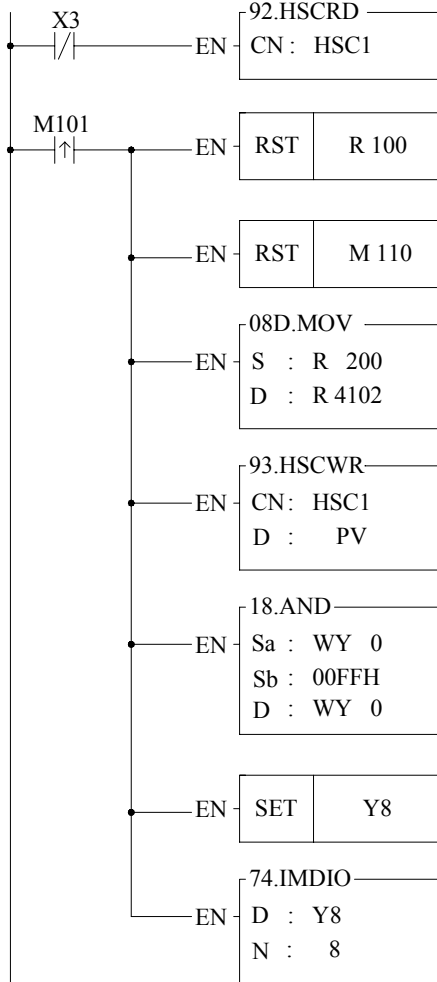 X3
92.HSCRD
EN CN : HSC1
M101
EN RST R 100
EN RST M 110
08D.MOV
EN S : R 200
D : R 4102
93.HSCWR
EN CN : HSC1
D : PV
18.AND
EN Sa : WY 0
Sb : 00FFH
D : WY 0
EN SET Y8
74.IMDIO
EN D : Y8
N : 8